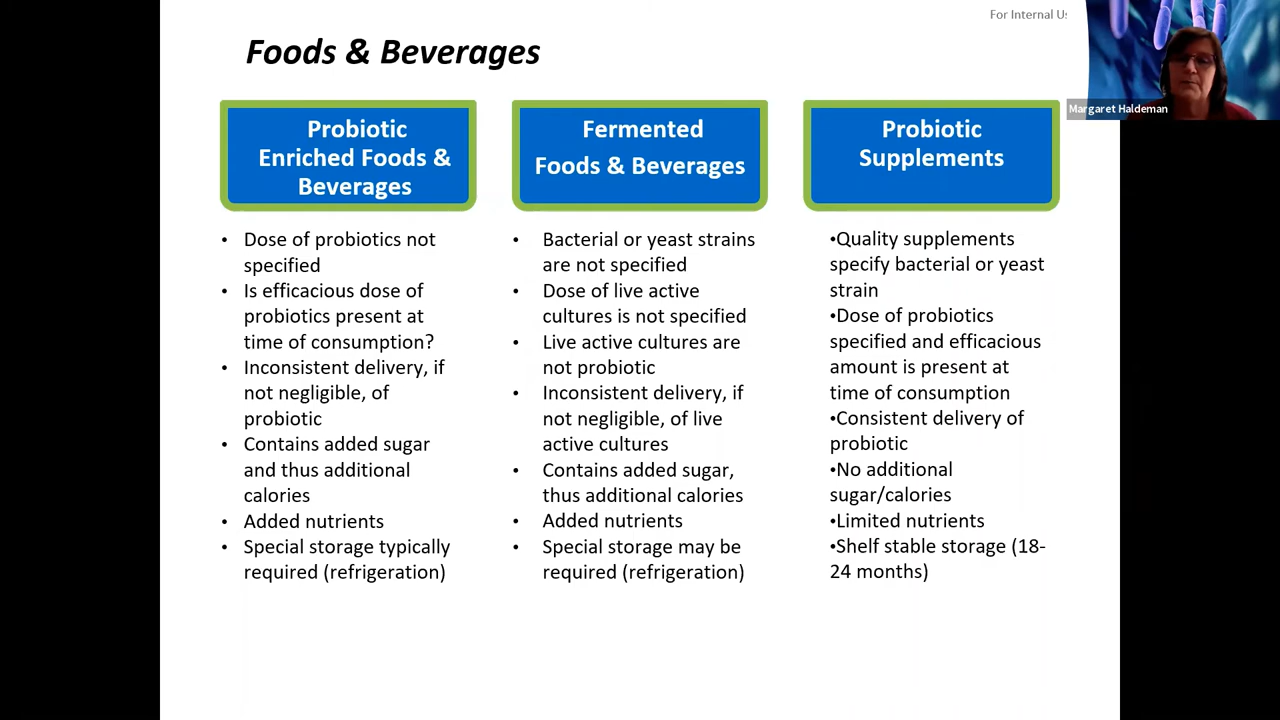 For Internal Us
Foods & Beverages
Margaret Haldeman
Probiotic
Enriched Foods &
Beverages
• Dose of probiotics not
specified
• Is efficacious dose of
probiotics present at
time of consumption?
• Inconsistent delivery, if
not negligible, of
probiotic
• Contains added sugar
and thus additional
calories
• Added nutrients
• Special storage typically
required (refrigeration)
Fermented
Foods & Beverages
• Bacterial or yeast strains
are not specified
• Dose of live active
cultures is not specified
• Live active cultures are
not probiotic
• Inconsistent delivery, if
not negligible, of live
active cultures
• Contains added sugar,
thus additional calories
• Added nutrients
• Special storage may be
required (refrigeration)
Probiotic
Supplements
•Quality supplements
specify bacterial or yeast
strain
•Dose of probiotics
specified and efficacious
amount is present at
time of consumption
•Consistent delivery of
probiotic
•No additional
sugar/calories
•Limited nutrients
•Shelf stable storage (18-
24 months)